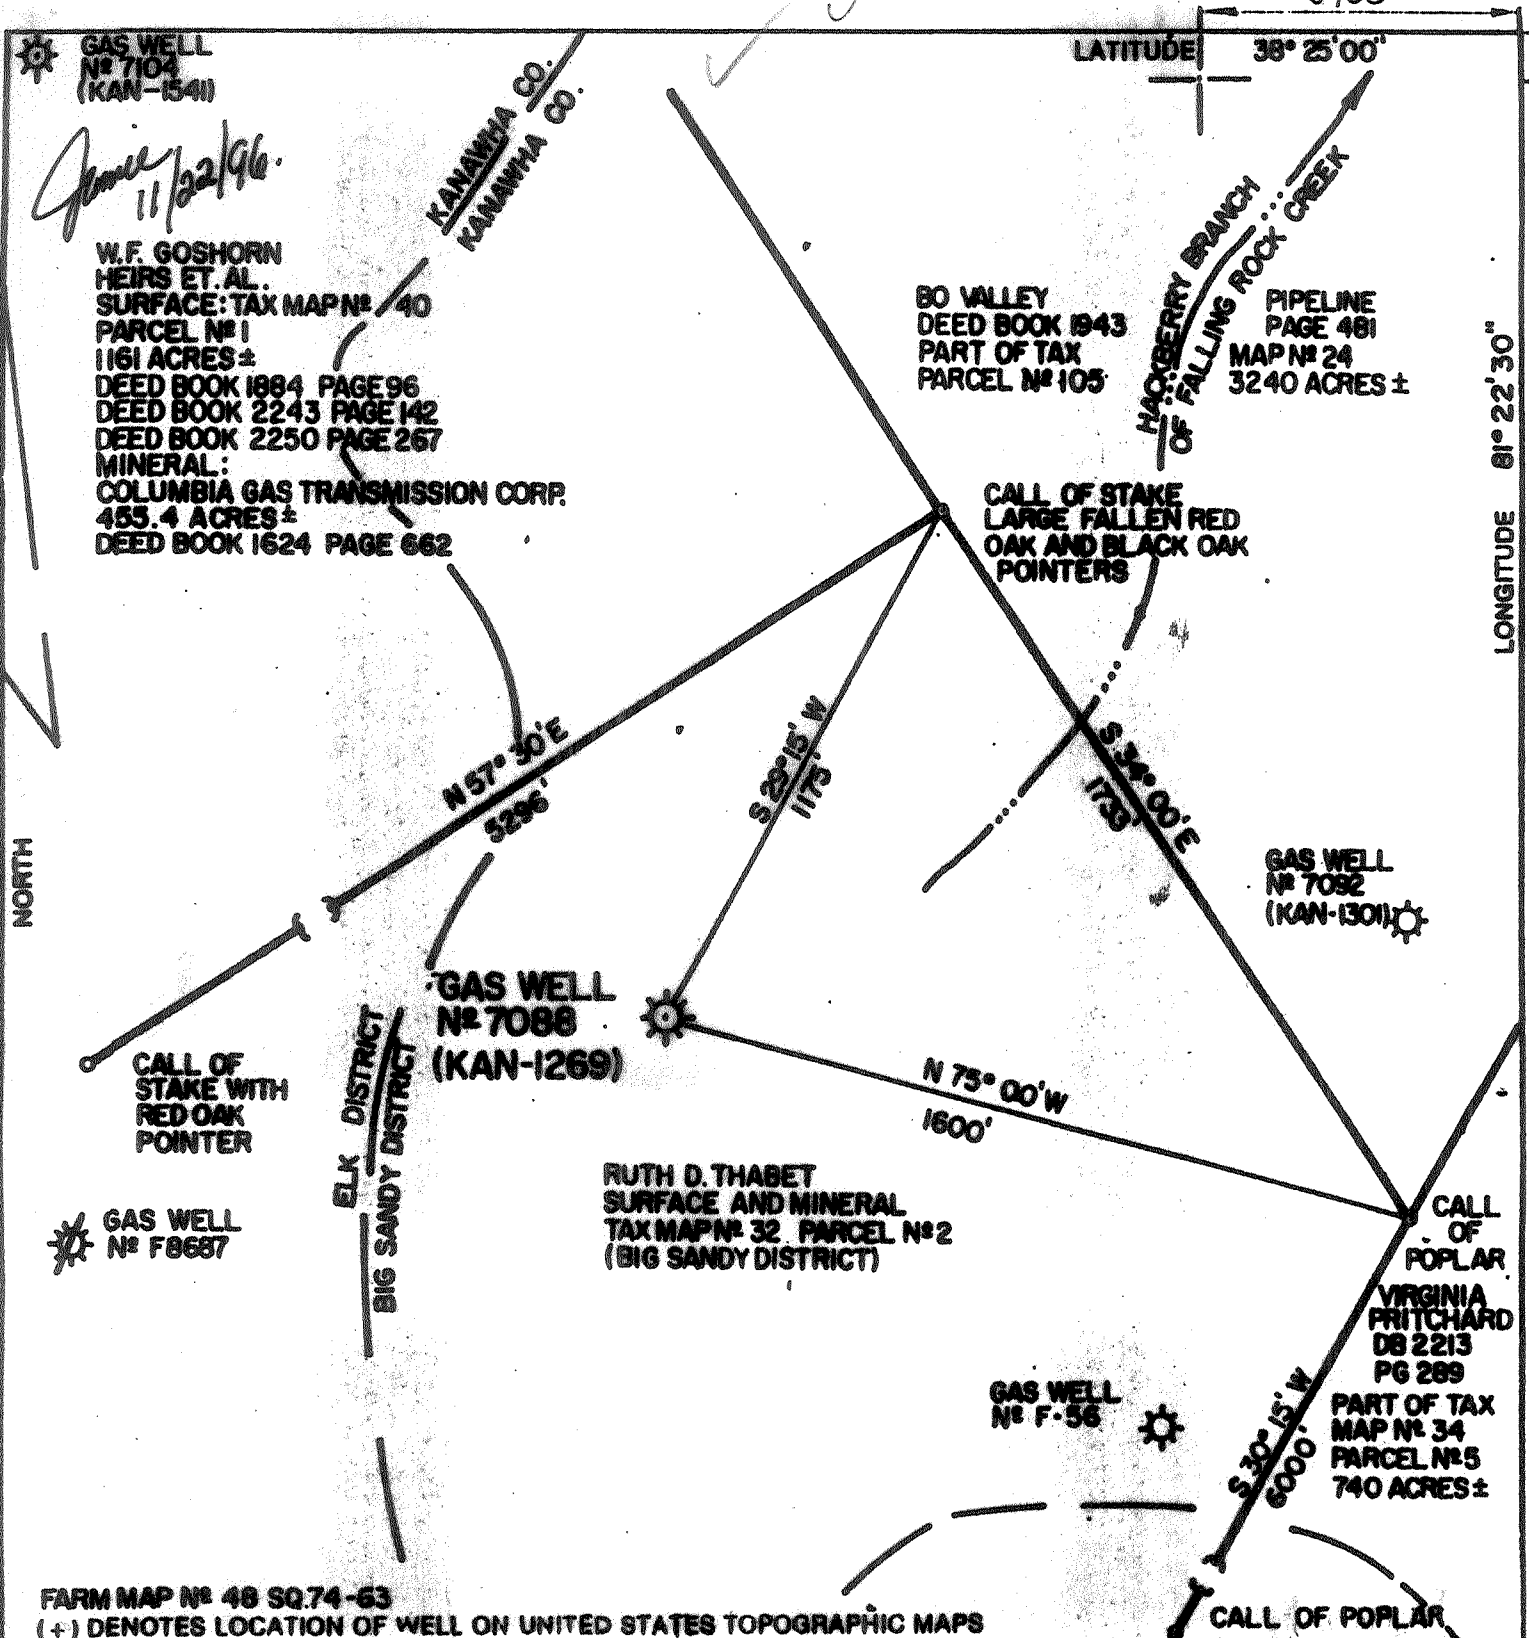 LATITUDE 38° 25'00"
GAS WELL
Nº 7104
(KAN-1541)
11/22/96.
KANAWHA CO.
KANAWHA CO.
W.F. GOSHORN
HEIRS ET. AL.
SURFACE: TAX MAP Nº 40
PARCEL Nº 1
1161 ACRES ±
DEED BOOK 1884 PAGE 96
DEED BOOK 2243 PAGE 142
DEED BOOK 2250 PAGE 267
MINERAL:
COLUMBIA GAS TRANSMISSION CORP.
455.4 ACRES ±
DEED BOOK 1624 PAGE 662
HACKBERRY BRANCH
OF FALLING ROCK CREEK
BO VALLEY PIPELINE
DEED BOOK 1943 PAGE 481
PART OF TAX MAP Nº 24
PARCEL Nº 105 3240 ACRES ±
LONGITUDE 81° 22' 30"
CALL OF STAKE
LARGE FALLEN RED
OAK AND BLACK OAK
POINTERS
N 57° 30' E
5296'
S 29° 15' W
1175'
S 34° 00' E
1733'
NORTH
GAS WELL
Nº 7092
(KAN-1301)
GAS WELL
Nº 7088
(KAN-1269)
CALL OF
STAKE WITH
RED OAK
POINTER
ELK DISTRICT
BIG SANDY DISTRICT
N 75° 00' W
1600'
GAS WELL
Nº F8687
RUTH D. THABET
SURFACE AND MINERAL
TAX MAP Nº 32 PARCEL Nº 2
(BIG SANDY DISTRICT)
CALL
OF
POPLAR
VIRGINIA
PRITCHARD
DB 2213
PG 289
PART OF TAX
MAP Nº 34
PARCEL Nº 5
740 ACRES ±
GAS WELL
Nº F-56
S 30° 15' W
6000'
FARM MAP Nº 48 SQ. 74-63
(+) DENOTES LOCATION OF WELL ON UNITED STATES TOPOGRAPHIC MAPS
CALL OF POPLAR